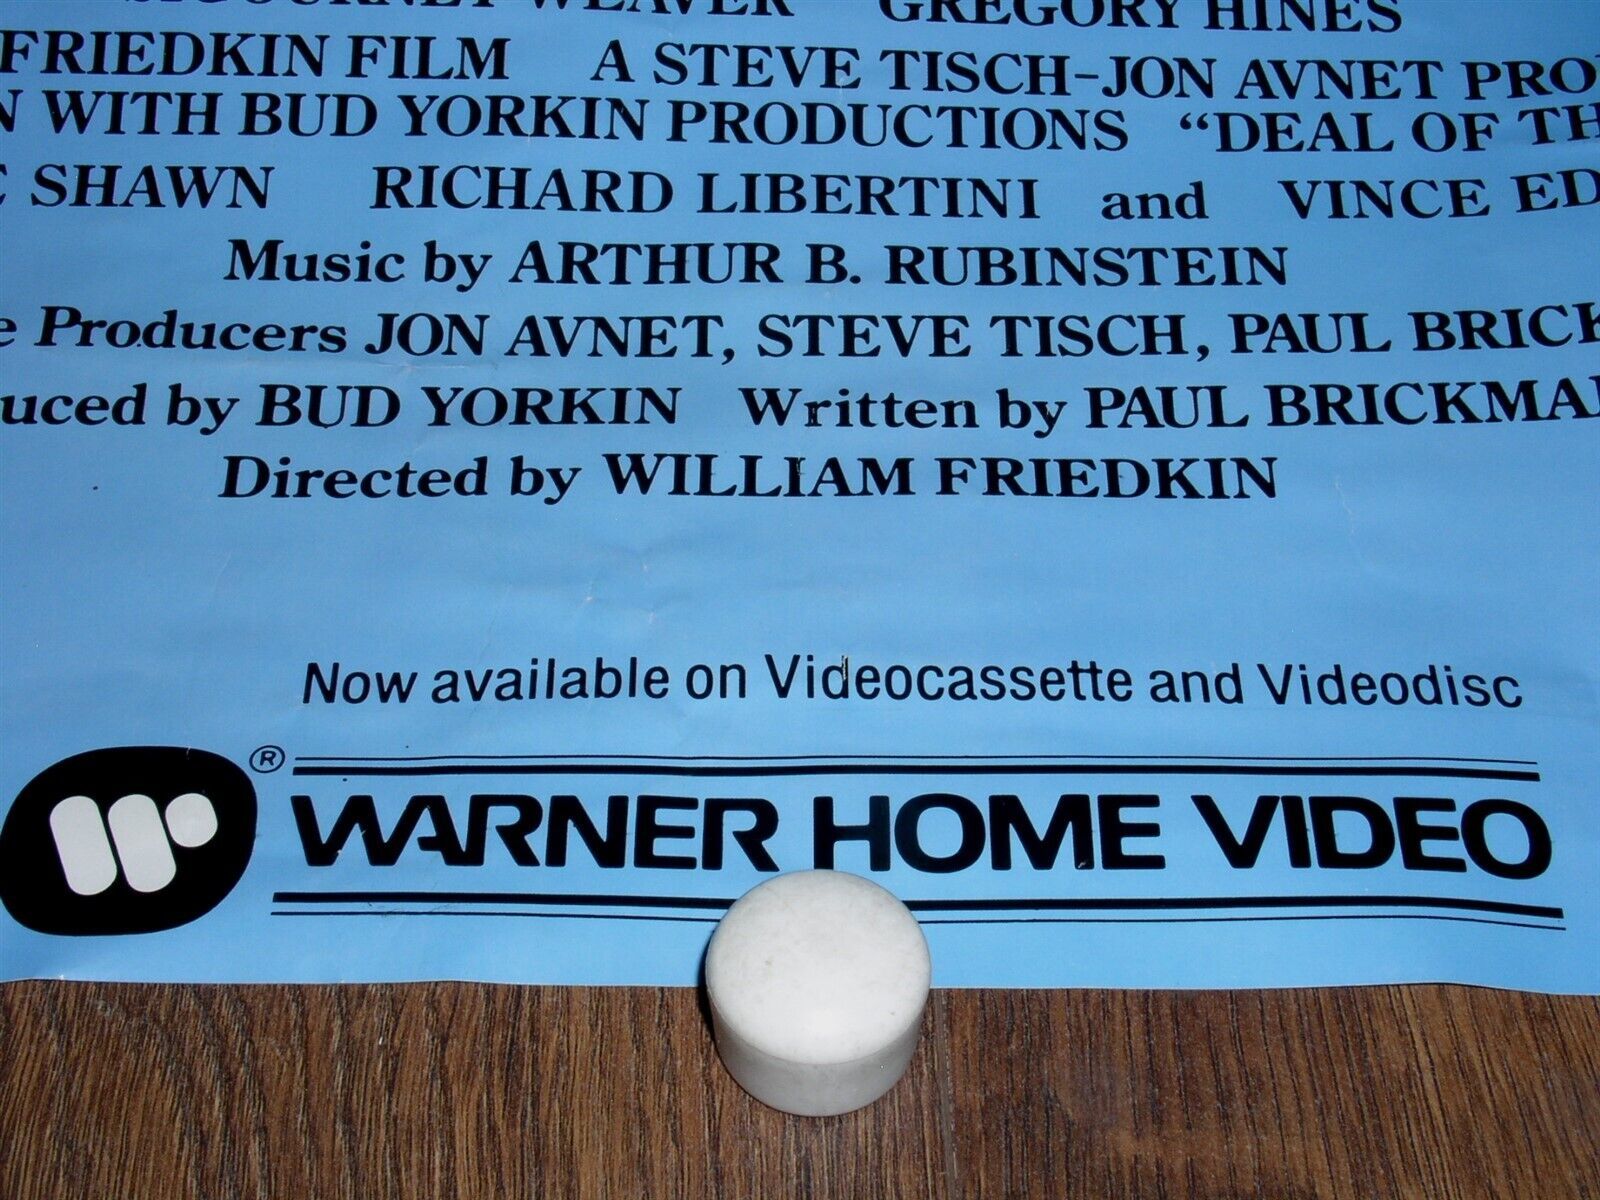 WEAVER GREGORY HINES
FRIEDKIN FILM A STEVE TISCH-JON AVNET
WITH BUD YORKIN PRODUCTIONS “DEAL OF
SHAWN RICHARD LIBERTINI and VINCE
Music by ARTHUR B. RUBINSTEIN
Producers JON AVNET, STEVE TISCH, PAUL
by BUD YORKIN Written by PAUL
Directed by WILLIAM FRIEDKIN
Now available on Videocassette and Videodisc
®
WARNER HOME VIDEO